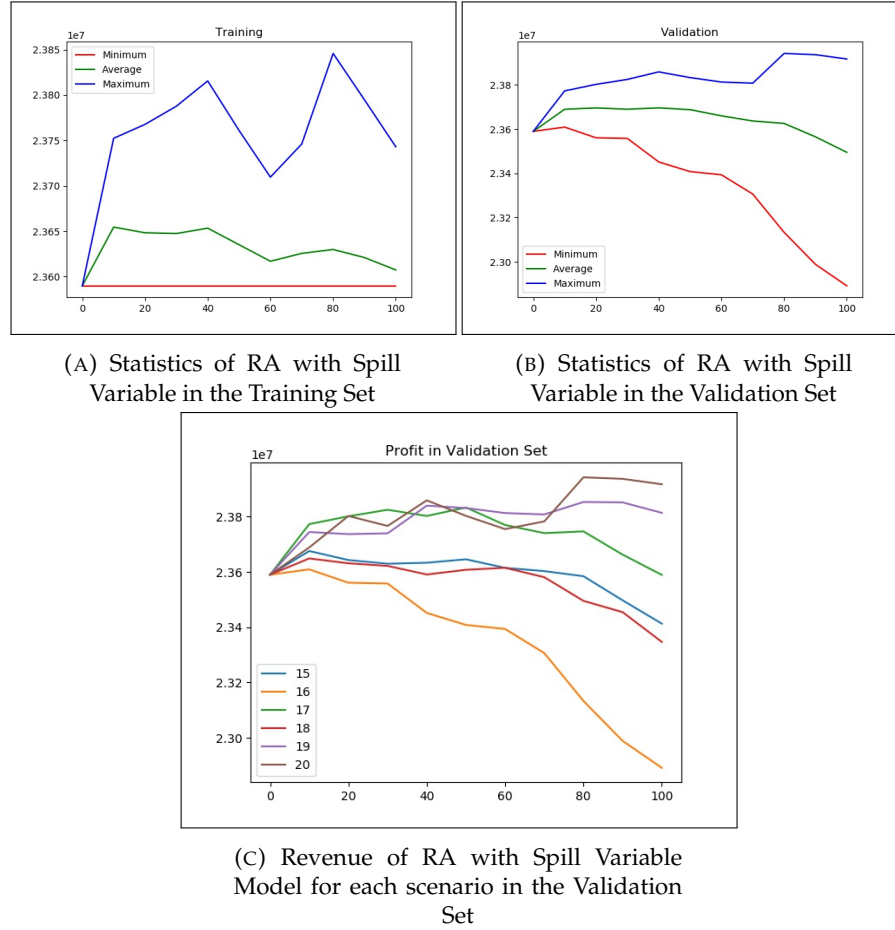 Training
1e7
2.385
2.380
2.375
2.370
2.365
2.360
Minimum
Average
Maximum
0 20 40 60 80 100
(A) Statistics of RA with Spill
Variable in the Training Set
Validation
1e7
2.38
2.36
2.34
2.32
2.30
Minimum
Average
Maximum
0 20 40 60 80 100
(B) Statistics of RA with Spill
Variable in the Validation Set
Profit in Validation Set
1e7
2.38
2.36
2.34
2.32
2.30
15
16
17
18
19
20
0 20 40 60 80 100
(C) Revenue of RA with Spill Variable
Model for each scenario in the Validation
Set